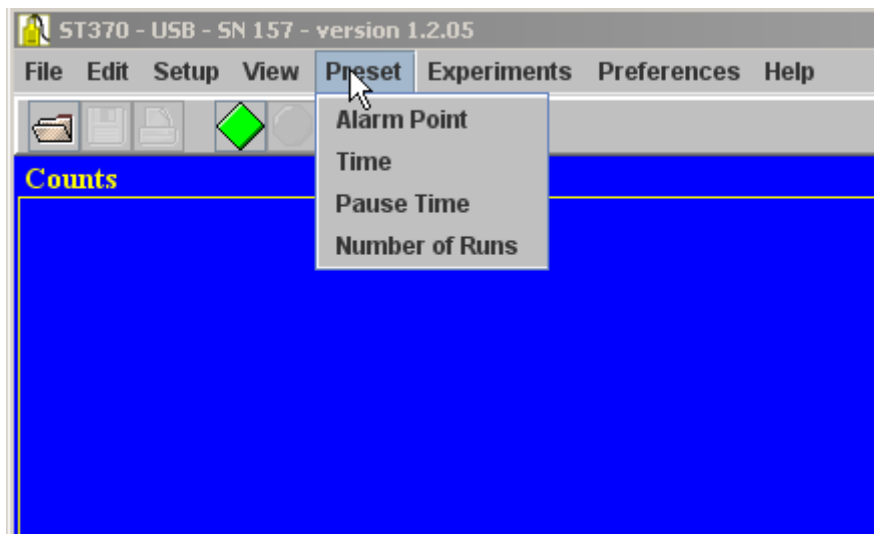 ST370 - USB - SN 157 - version 1.2.05
File Edit Setup View Preset Experiments Preferences Help
Alarm Point
Counts
Time
Pause Time
Number of Runs